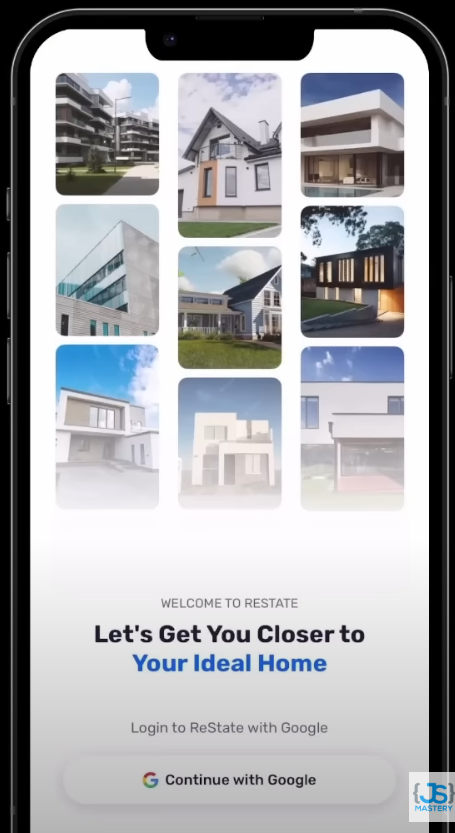 WELCOME TO RESTATE
Let's Get You Closer to
Your Ideal Home
Login to ReState with Google
Continue with Google
{JS}
MASTERY